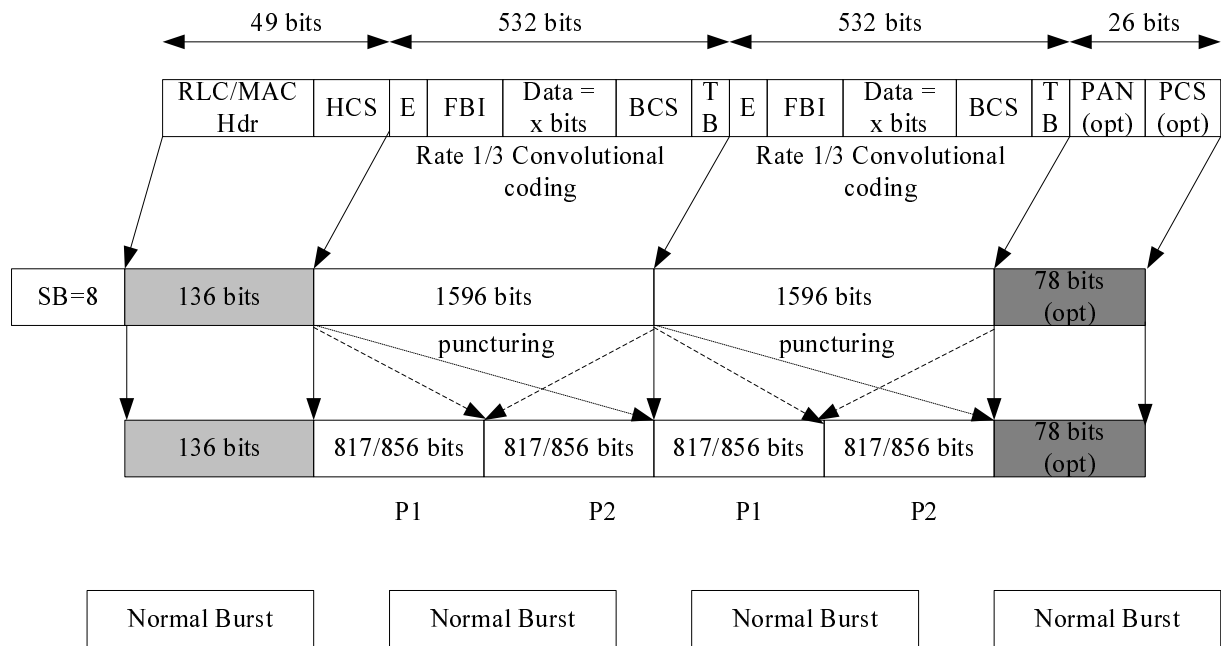 49 bits
532 bits
532 bits
26 bits
RLC/MAC
Hdr
HCS
E
FBI
Data =
x bits
BCS
T
B
E
FBI
Data =
x bits
BCS
T
B
PAN
(opt)
PCS
(opt)
Rate 1/3 Convolutional
coding
Rate 1/3 Convolutional
coding
SB=8
136 bits
1596 bits
1596 bits
78 bits
(opt)
puncturing
puncturing
136 bits
817/856 bits
817/856 bits
817/856 bits
817/856 bits
78 bits
(opt)
P1
P2
P1
P2
Normal Burst
Normal Burst
Normal Burst
Normal Burst